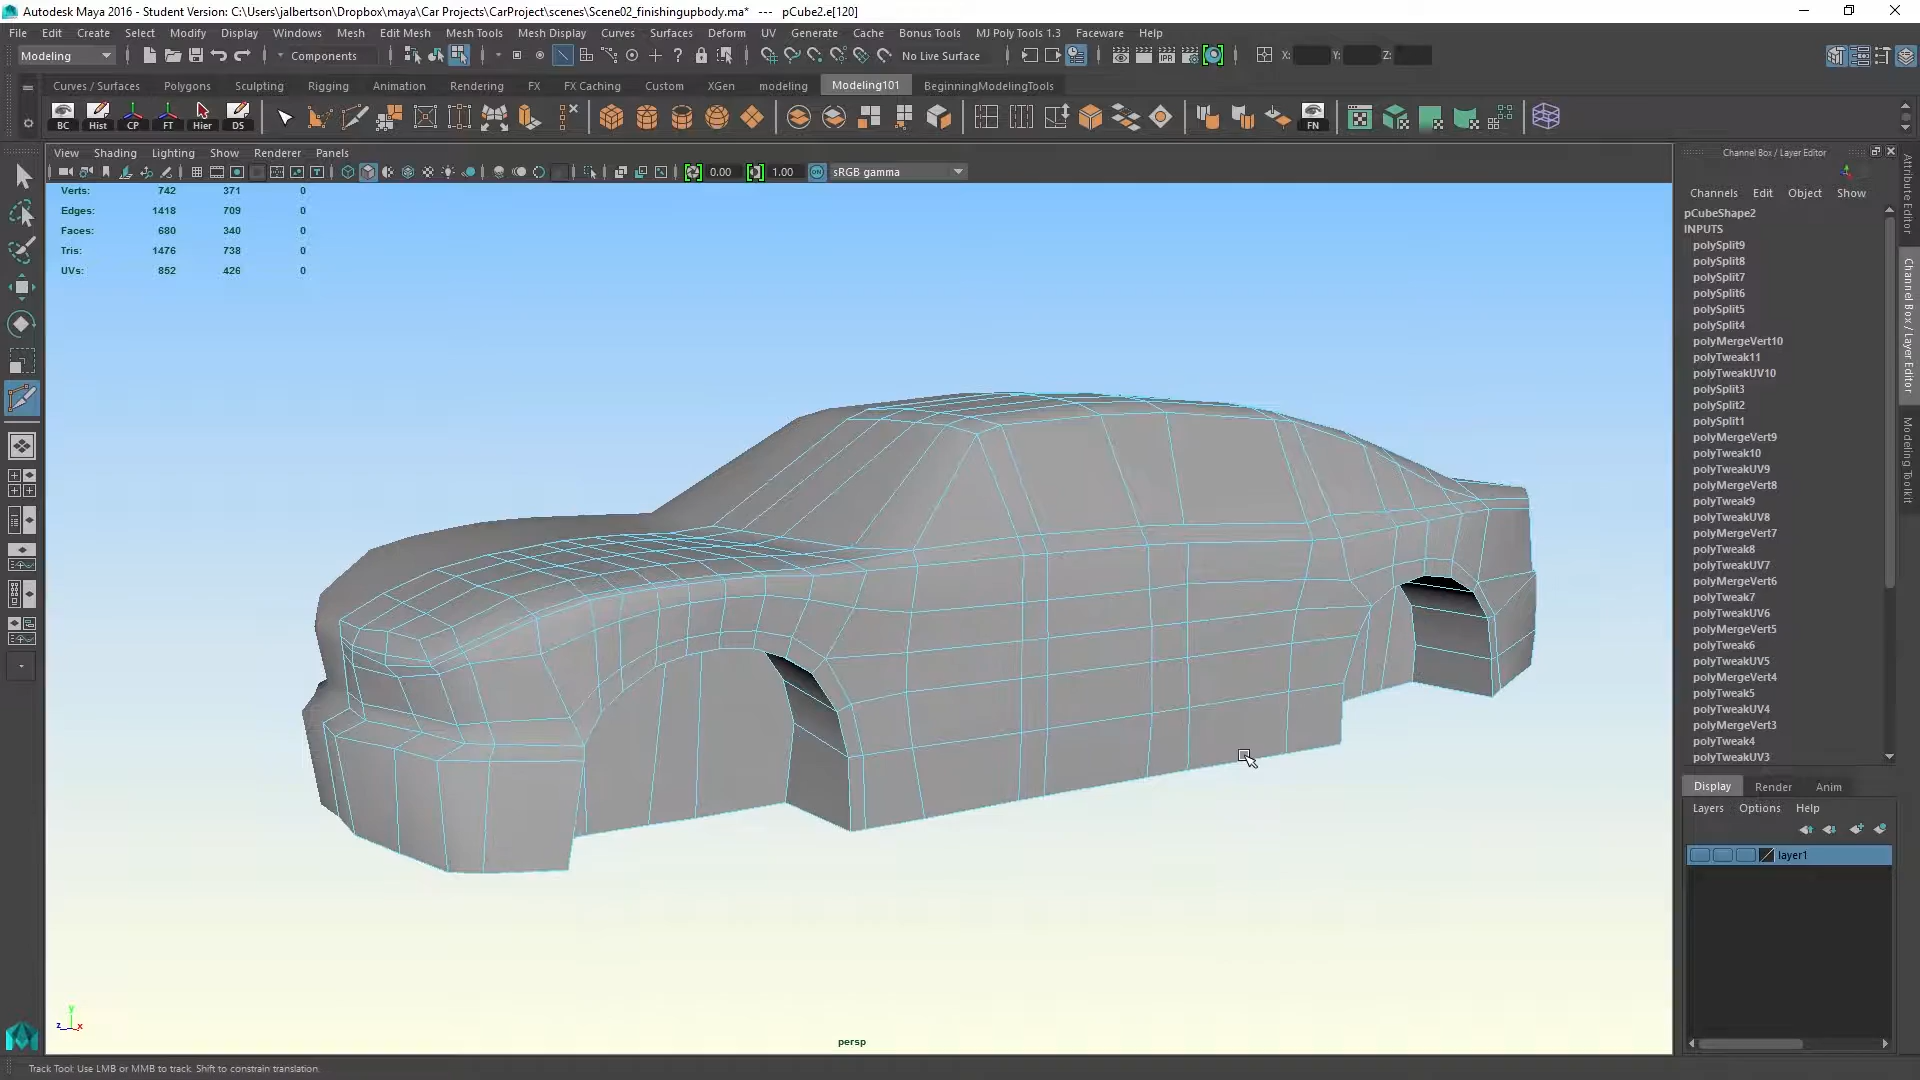 Autodesk Maya 2016 - Student Version: C:\Users\jalbertson\Dropbox\maya\Car Projects\CarProject\scenes\Scene02_finishingupbody.ma*   ---   pCube2.e[120]
File Edit Create Select Modify Display Windows Mesh Edit Mesh Mesh Tools Mesh Display Curves Surfaces Deform UV Generate Cache Bonus Tools MJ Poly Tools 1.3 Faceware Help
Modeling Components No Live Surface X: Y: Z:
Curves / Surfaces Polygons Sculpting Rigging Animation Rendering FX FX Caching Custom XGen modeling Modeling101 BeginningModelingTools
BC Hist CP FT Hier DS FN
View Shading Lighting Show Renderer Panels
0.00 1.00 sRGB gamma
Verts: 742 371 0
Edges: 1418 709 0
Faces: 680 340 0
Tris: 1476 738 0
UVs: 852 426 0
y
z x
persp
Channel Box / Layer Editor
Channels Edit Object Show
pCubeShape2
INPUTS
polySplit9
polySplit8
polySplit7
polySplit6
polySplit5
polySplit4
polyMergeVert10
polyTweak11
polyTweakUV10
polySplit3
polySplit2
polySplit1
polyMergeVert9
polyTweak10
polyTweakUV9
polyMergeVert8
polyTweak9
polyTweakUV8
polyMergeVert7
polyTweak8
polyTweakUV7
polyMergeVert6
polyTweak7
polyTweakUV6
polyMergeVert5
polyTweak6
polyTweakUV5
polyMergeVert4
polyTweak5
polyTweakUV4
polyMergeVert3
polyTweak4
polyTweakUV3
Display Render Anim
Layers Options Help
layer1
Attribute Editor
Channel Box / Layer Editor
Modeling Toolkit
Track Tool: Use LMB or MMB to track. Shift to constrain translation.